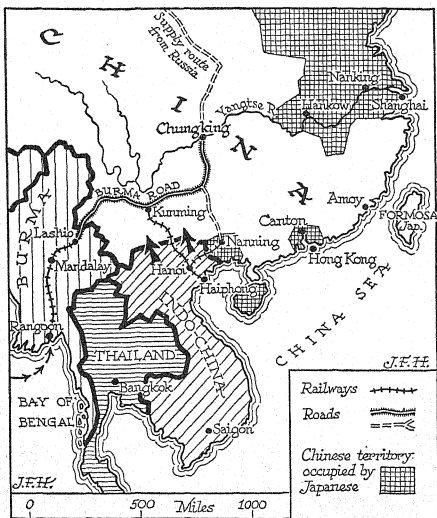 CHINA
Supply route
from Russia
Nanking
Hankow
Shanghai
Yangtse R.
Chungking
BURMA ROAD
Kunming
Amoy
FORMOSA
(Jap.)
Canton
Nanning
Hong Kong
BURMA
Lashio
Mandalay
Hanoi
Haiphong
INDO-CHINA
CHINA SEA
Rangoon
THAILAND
Bangkok
BAY OF
BENGAL
Saigon
J.F.H.
J.F.H.
0 500 Miles 1000
Railways
Roads
Chinese territory
occupied by
Japanese